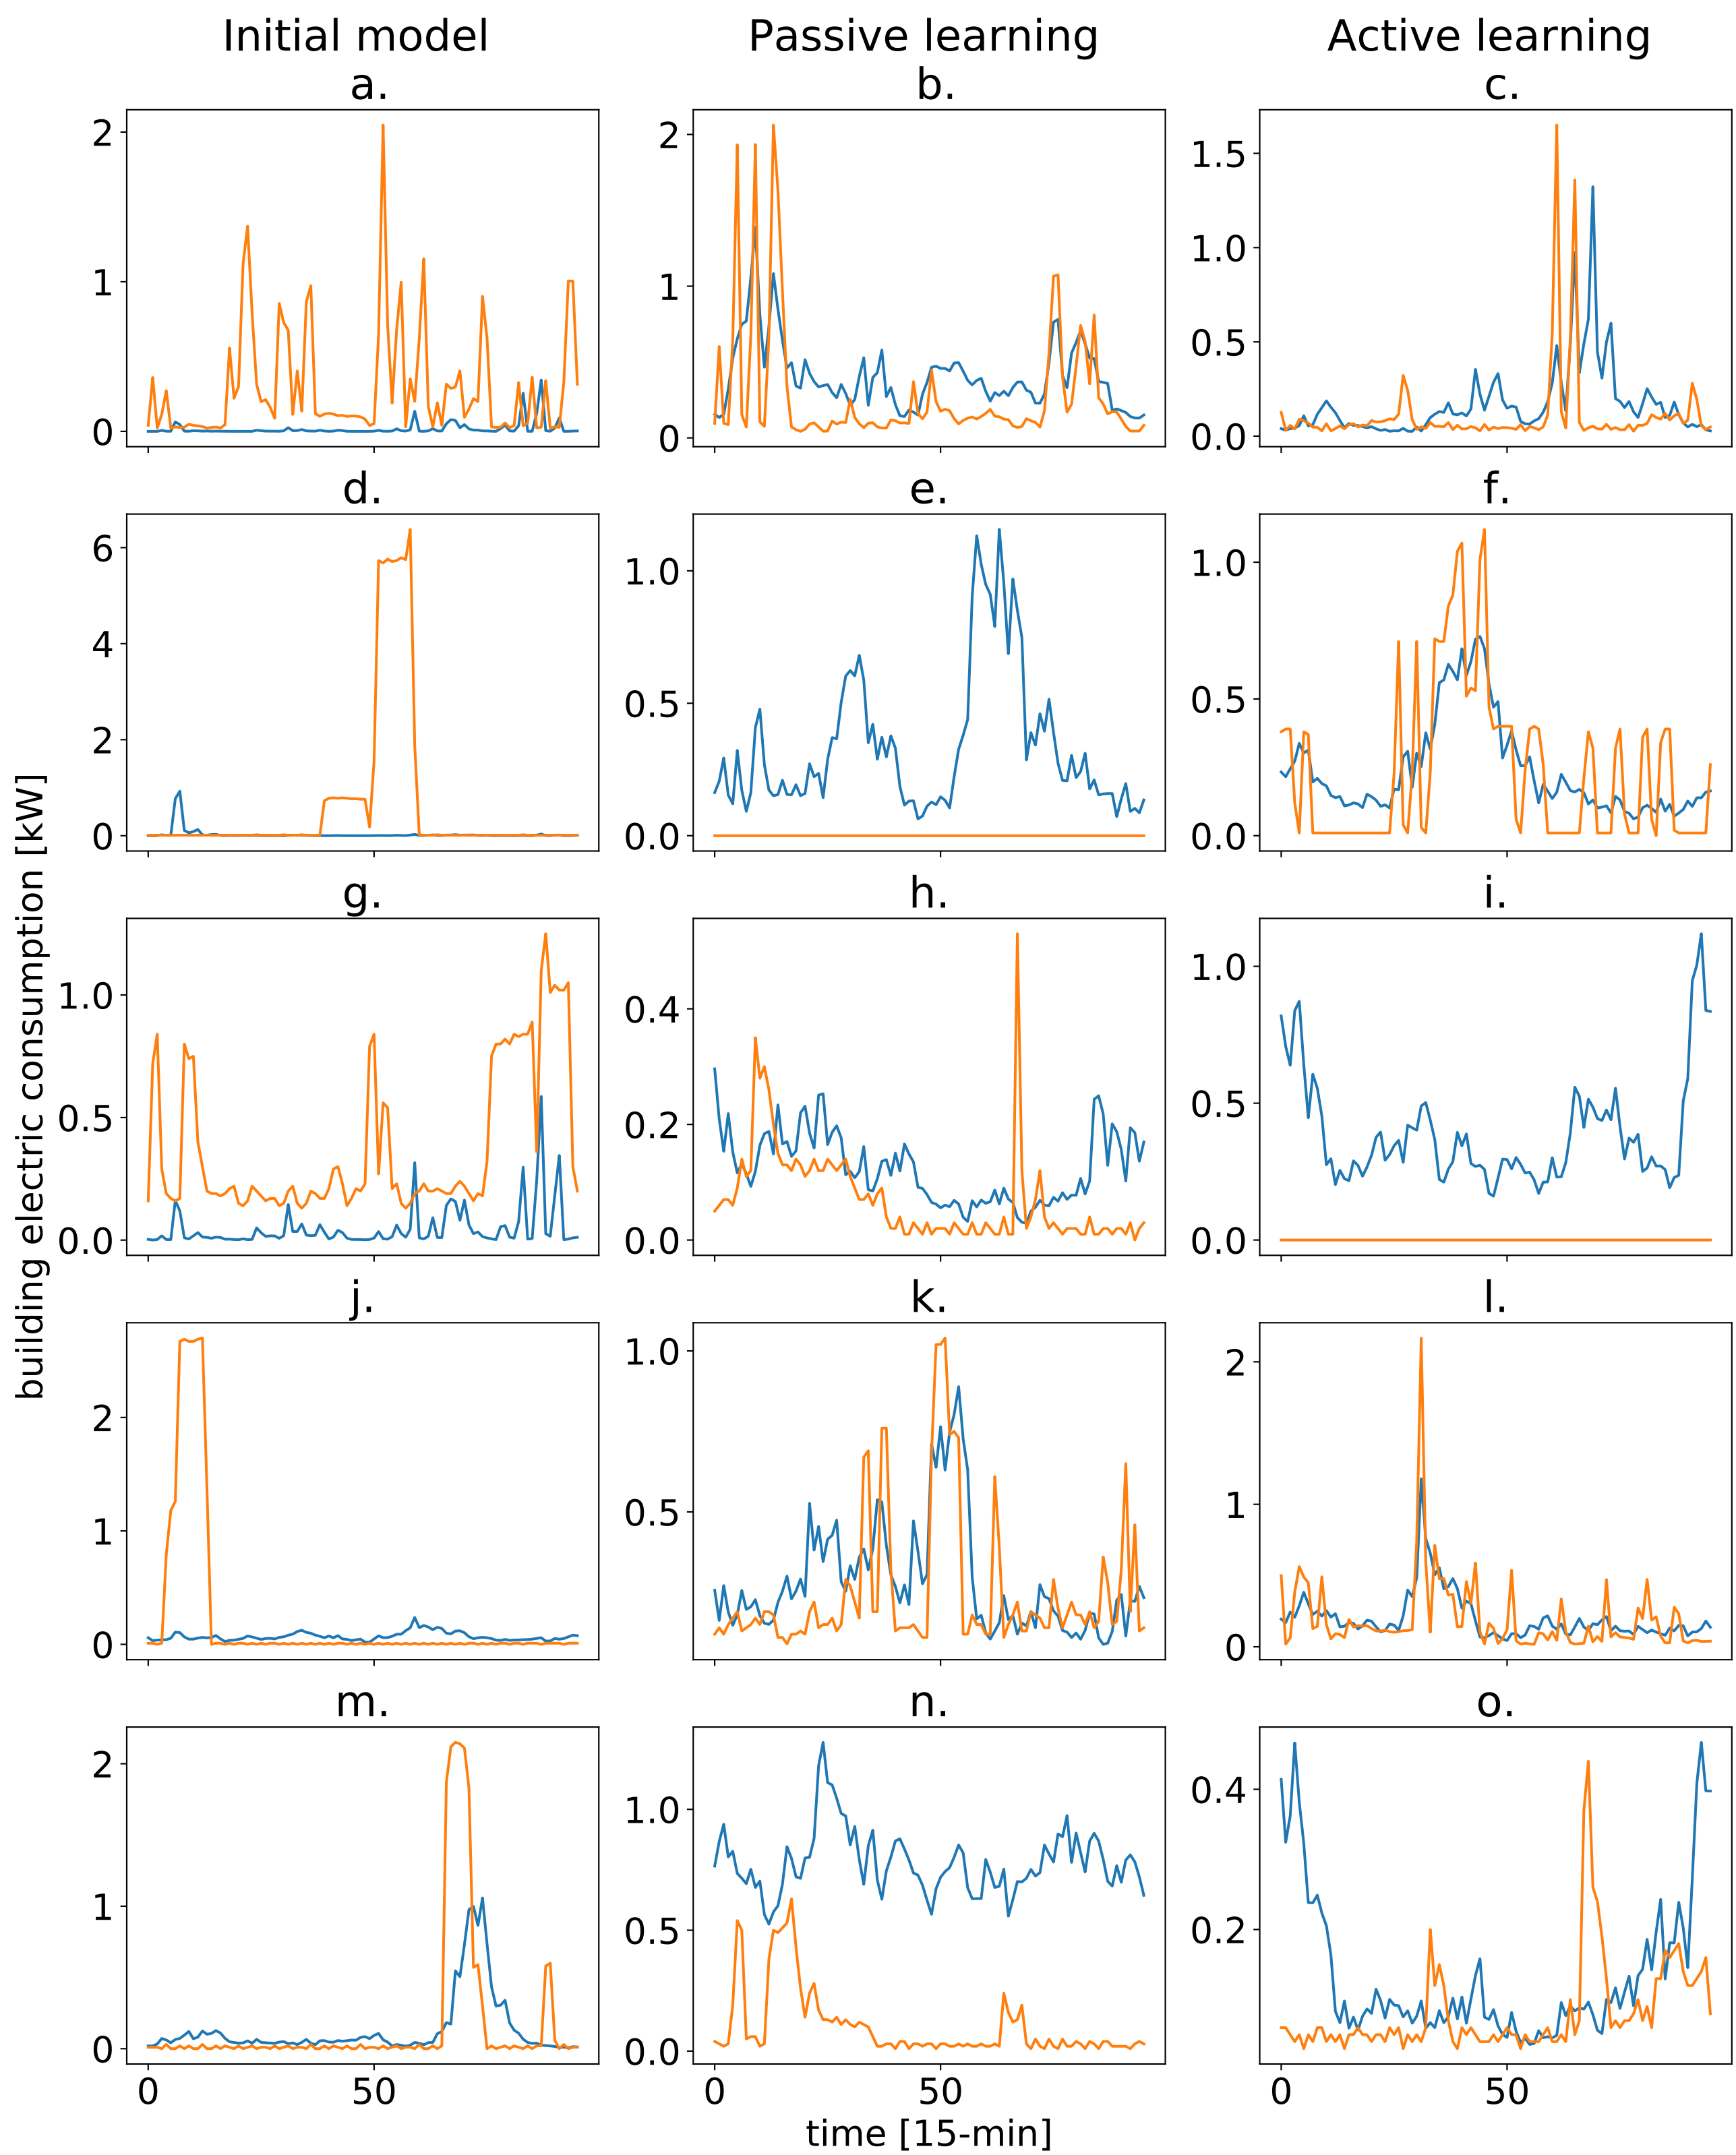 Initial model Passive learning Active learning
a. b. c.
2 2 1.5
1 1 1.0
0.5
0 0 0.0
d. e. f.
6 1.0 1.0
4
2 0.5 0.5
0 0.0 0.0
g. h. i.
1.0 0.4 1.0
0.5 0.2 0.5
0.0 0.0 0.0
building electric consumption [kW]
j. k. l.
2 1.0 2
1 0.5 1
0 0
m. n. o.
2 1.0 0.4
1 0.5 0.2
0 0.0
0 50 0 50 0 50
time [15-min]